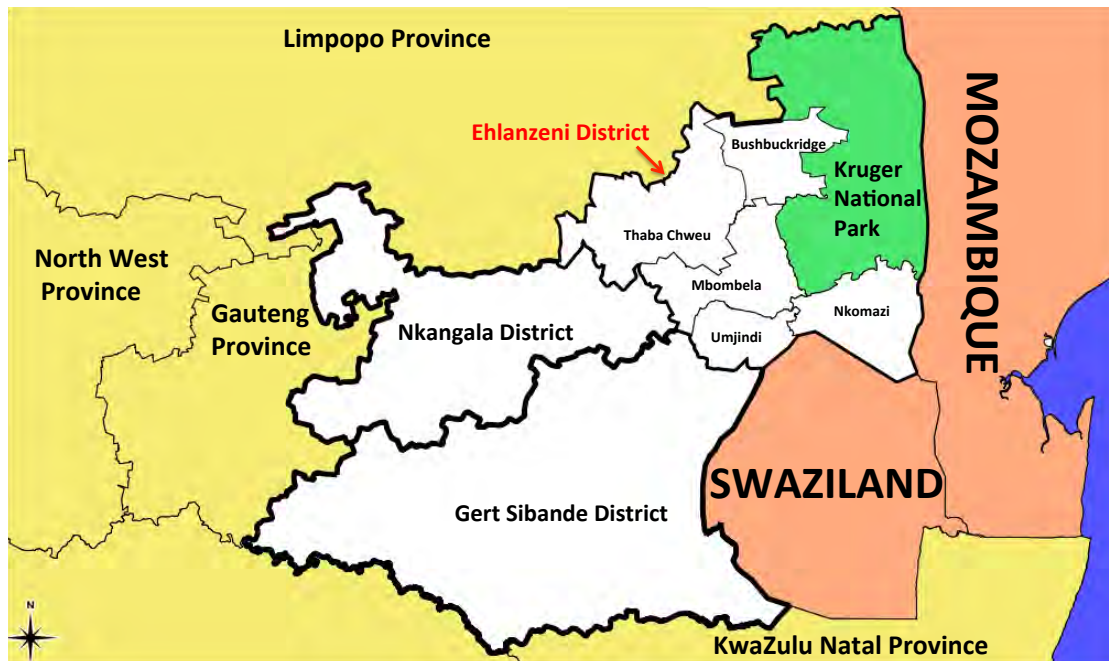 Limpopo Province
MOZAMBIQUE
Ehlanzeni District
Bushbuckridge
Kruger
National
Park
Thaba Chweu
North West
Province
Mbombela
Gauteng
Province
Nkangala District
Nkomazi
Umjindi
SWAZILAND
Gert Sibande District
N
KwaZulu Natal Province